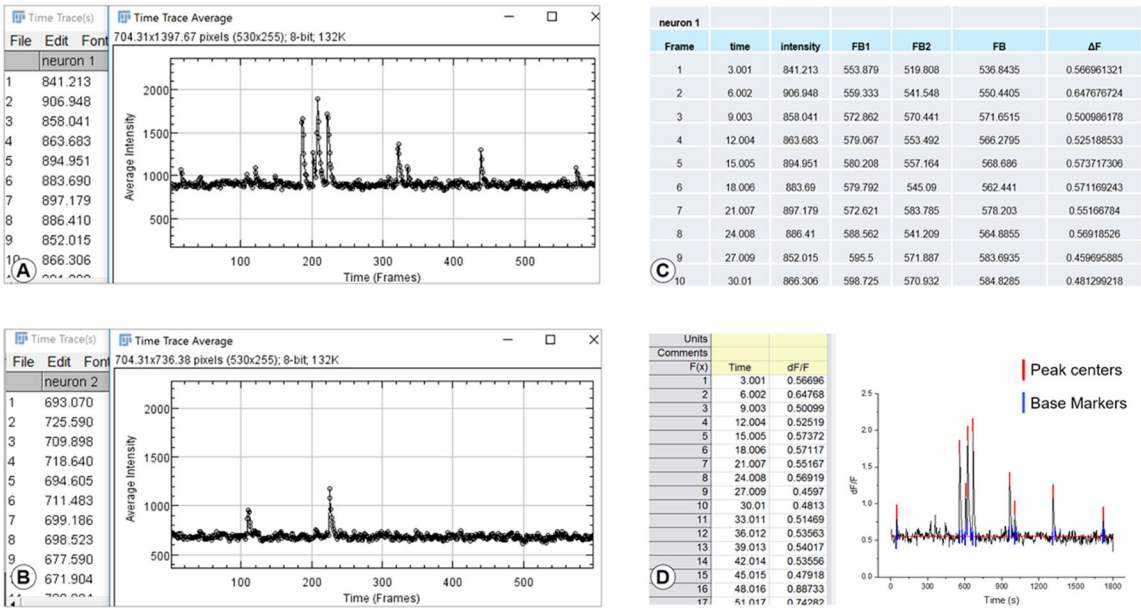 Time Trace(s)
File Edit Font
neuron 1
1 841.213
2 906.948
3 858.041
4 863.683
5 894.951
6 883.690
7 897.179
8 886.410
9 852.015
10 866.306
Time Trace Average
704.31x1397.67 pixels (530x255); 8-bit; 132K
Average Intensity
2000
1500
1000
500
100 200 300 400 500
Time (Frames)
A
neuron 1
Frame time intensity FB1 FB2 FB ΔF
1 3.001 841.213 553.879 519.808 536.8435 0.566961321
2 6.002 906.948 559.333 541.548 550.4405 0.647676724
3 9.003 858.041 572.862 570.441 571.6515 0.500986178
4 12.004 863.683 579.067 553.492 566.2795 0.525188533
5 15.005 894.951 580.208 557.164 568.686 0.573717306
6 18.006 883.69 579.792 545.09 562.441 0.571169243
7 21.007 897.179 572.621 583.785 578.203 0.55166784
8 24.008 886.41 588.562 541.209 564.8855 0.56918526
9 27.009 852.015 595.5 571.887 583.6935 0.459695885
10 30.01 866.306 598.725 570.932 584.8285 0.481299218
C
Time Trace(s)
File Edit Font
neuron 2
1 693.070
2 725.590
3 709.898
4 718.640
5 694.605
6 711.483
7 699.186
8 698.523
9 677.590
671.904
Time Trace Average
704.31x736.38 pixels (530x255); 8-bit; 132K
Average Intensity
2000
1500
1000
500
100 200 300 400 500
Time (Frames)
B
Units
Comments
F(x) Time dF/F
1 3.001 0.56696
2 6.002 0.64768
3 9.003 0.50099
4 12.004 0.52519
5 15.005 0.57372
6 18.006 0.57117
7 21.007 0.55167
8 24.008 0.56919
9 27.009 0.4597
10 30.01 0.4813
11 33.011 0.51469
12 36.012 0.53563
13 39.013 0.54017
14 42.014 0.53556
15 45.015 0.47918
16 48.016 0.88733
17 51.017 0.74282
D
Peak centers
Base Markers
dF/F
2.5
2.0
1.5
1.0
0.5
0.0
0 300 600 900 1200 1500 1800
Time (s)